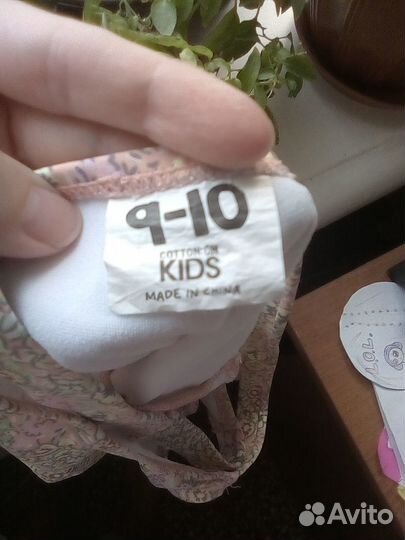 9-10
COTTON:ON
KIDS
MADE IN CHINA
L.O.L.
Avito